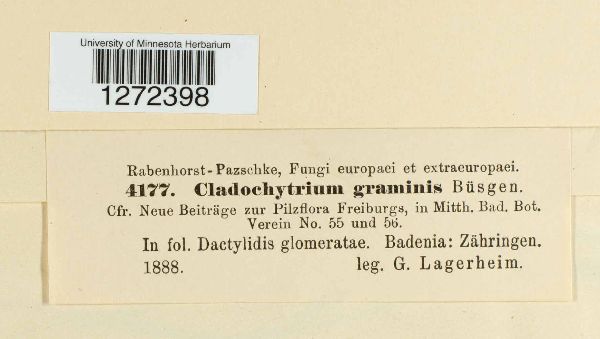 University of Minnesota Herbarium
1272398
Rabenhorst-Pazschke, Fungi europaei et extraeuropaei.
4177. Cladochytrium graminis Büsgen.
Cfr. Neue Beiträge zur Pilzflora Freiburgs, in Mitth. Bad. Bot.
Verein No. 55 und 56.
In fol. Dactylidis glomeratae. Badenia: Zähringen.
1888. leg. G. Lagerheim.